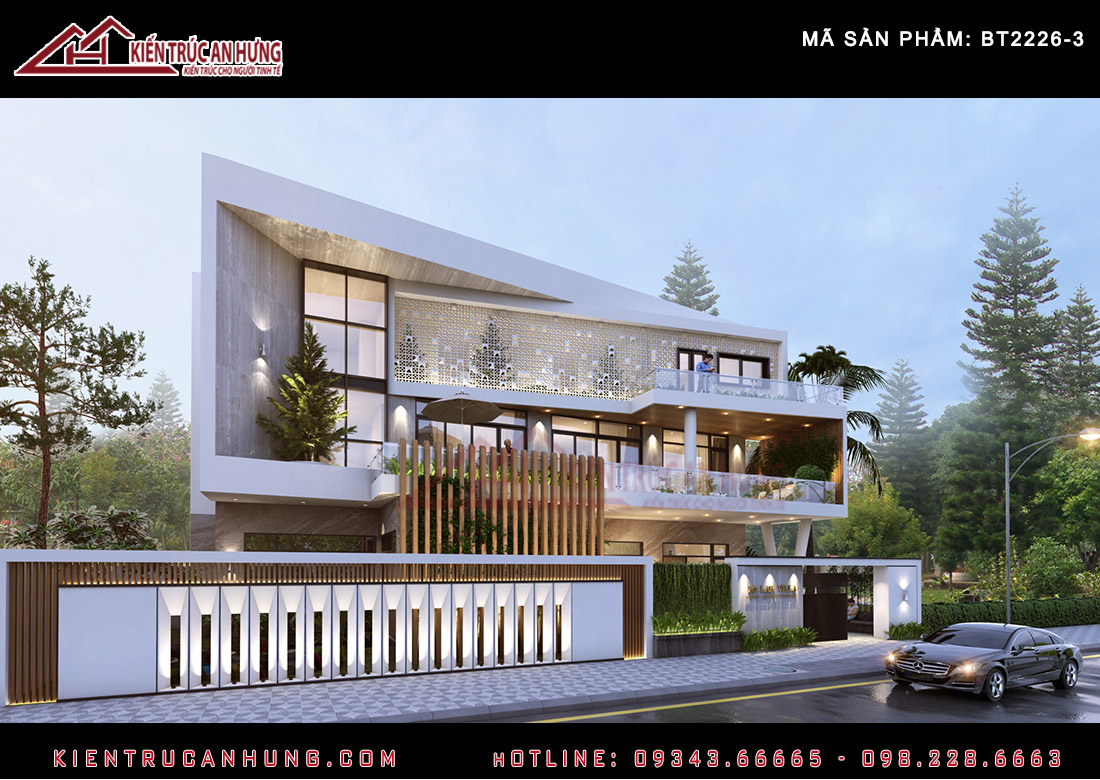 KIẾN TRÚC AN HƯNG
KIẾN TRÚC CHO NGƯỜI TINH TẾ
MÃ SẢN PHẨM: BT2226-3
KIENTRUCANHUNG.COM
HOTLINE: 09343.66665 - 098.228.6663